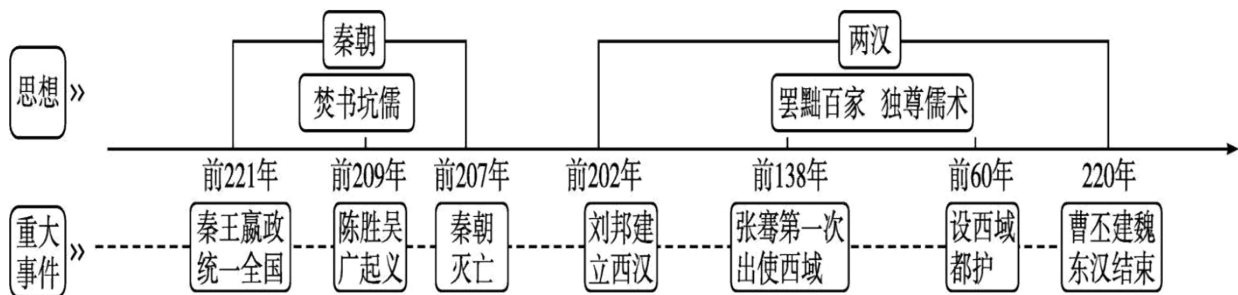 秦朝
两汉
思想 »
焚书坑儒
罢黜百家 独尊儒术
前221年
前209年
前207年
前202年
前138年
前60年
220年
重大
事件 »
秦王嬴政
统一全国
陈胜吴
广起义
秦朝
灭亡
刘邦建
立西汉
张骞第一次
出使西域
设西域
都护
曹丕建魏
东汉结束